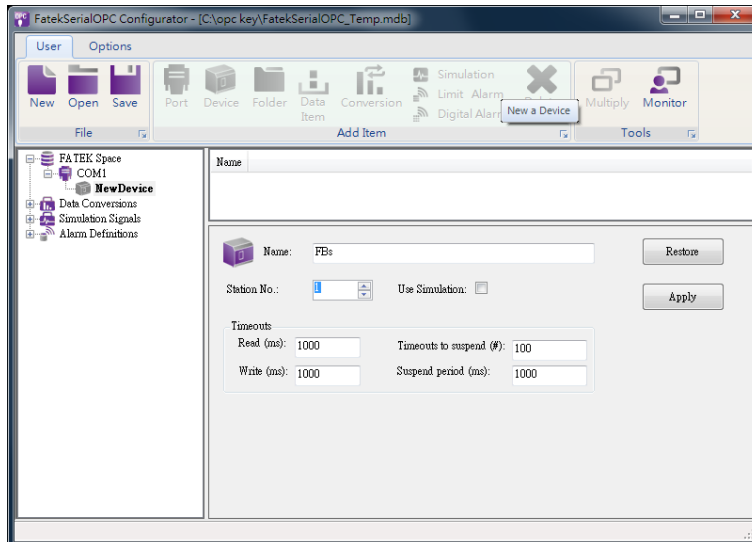 FatekSerialOPC Configurator - [C:\opc key\FatekSerialOPC_Temp.mdb]
User Options
New Open Save Port Device Folder Data Item Conversion Simulation
Limit Alarm
Digital Alarm
New a Device
Multiply Monitor
File Add Item Tools
FATEK Space
COM1
NewDevice
Data Conversions
Simulation Signals
Alarm Definitions
Name
Name: FBs Restore
Station No.: 1 Use Simulation: Apply
Timeouts
Read (ms): 1000 Timeouts to suspend (#): 100
Write (ms): 1000 Suspend period (ms): 1000